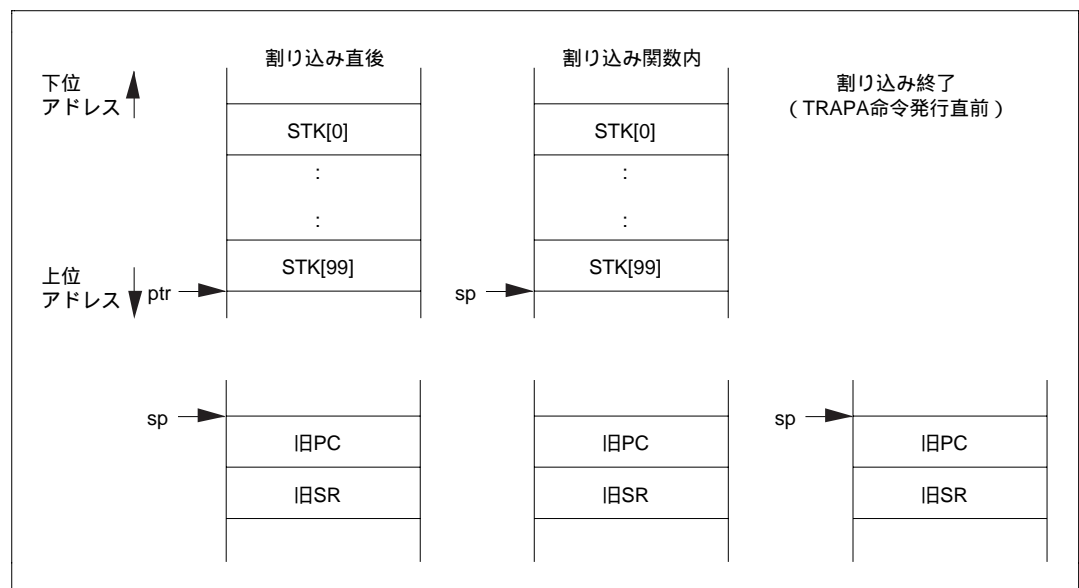 割り込み直後
割り込み関数内
割り込み終了
（TRAPA命令発行直前）
下位
アドレス
STK[0]
:
:
STK[99]
上位
アドレス
ptr
STK[0]
:
:
STK[99]
sp
sp
旧PC
旧SR
旧PC
旧SR
sp
旧PC
旧SR